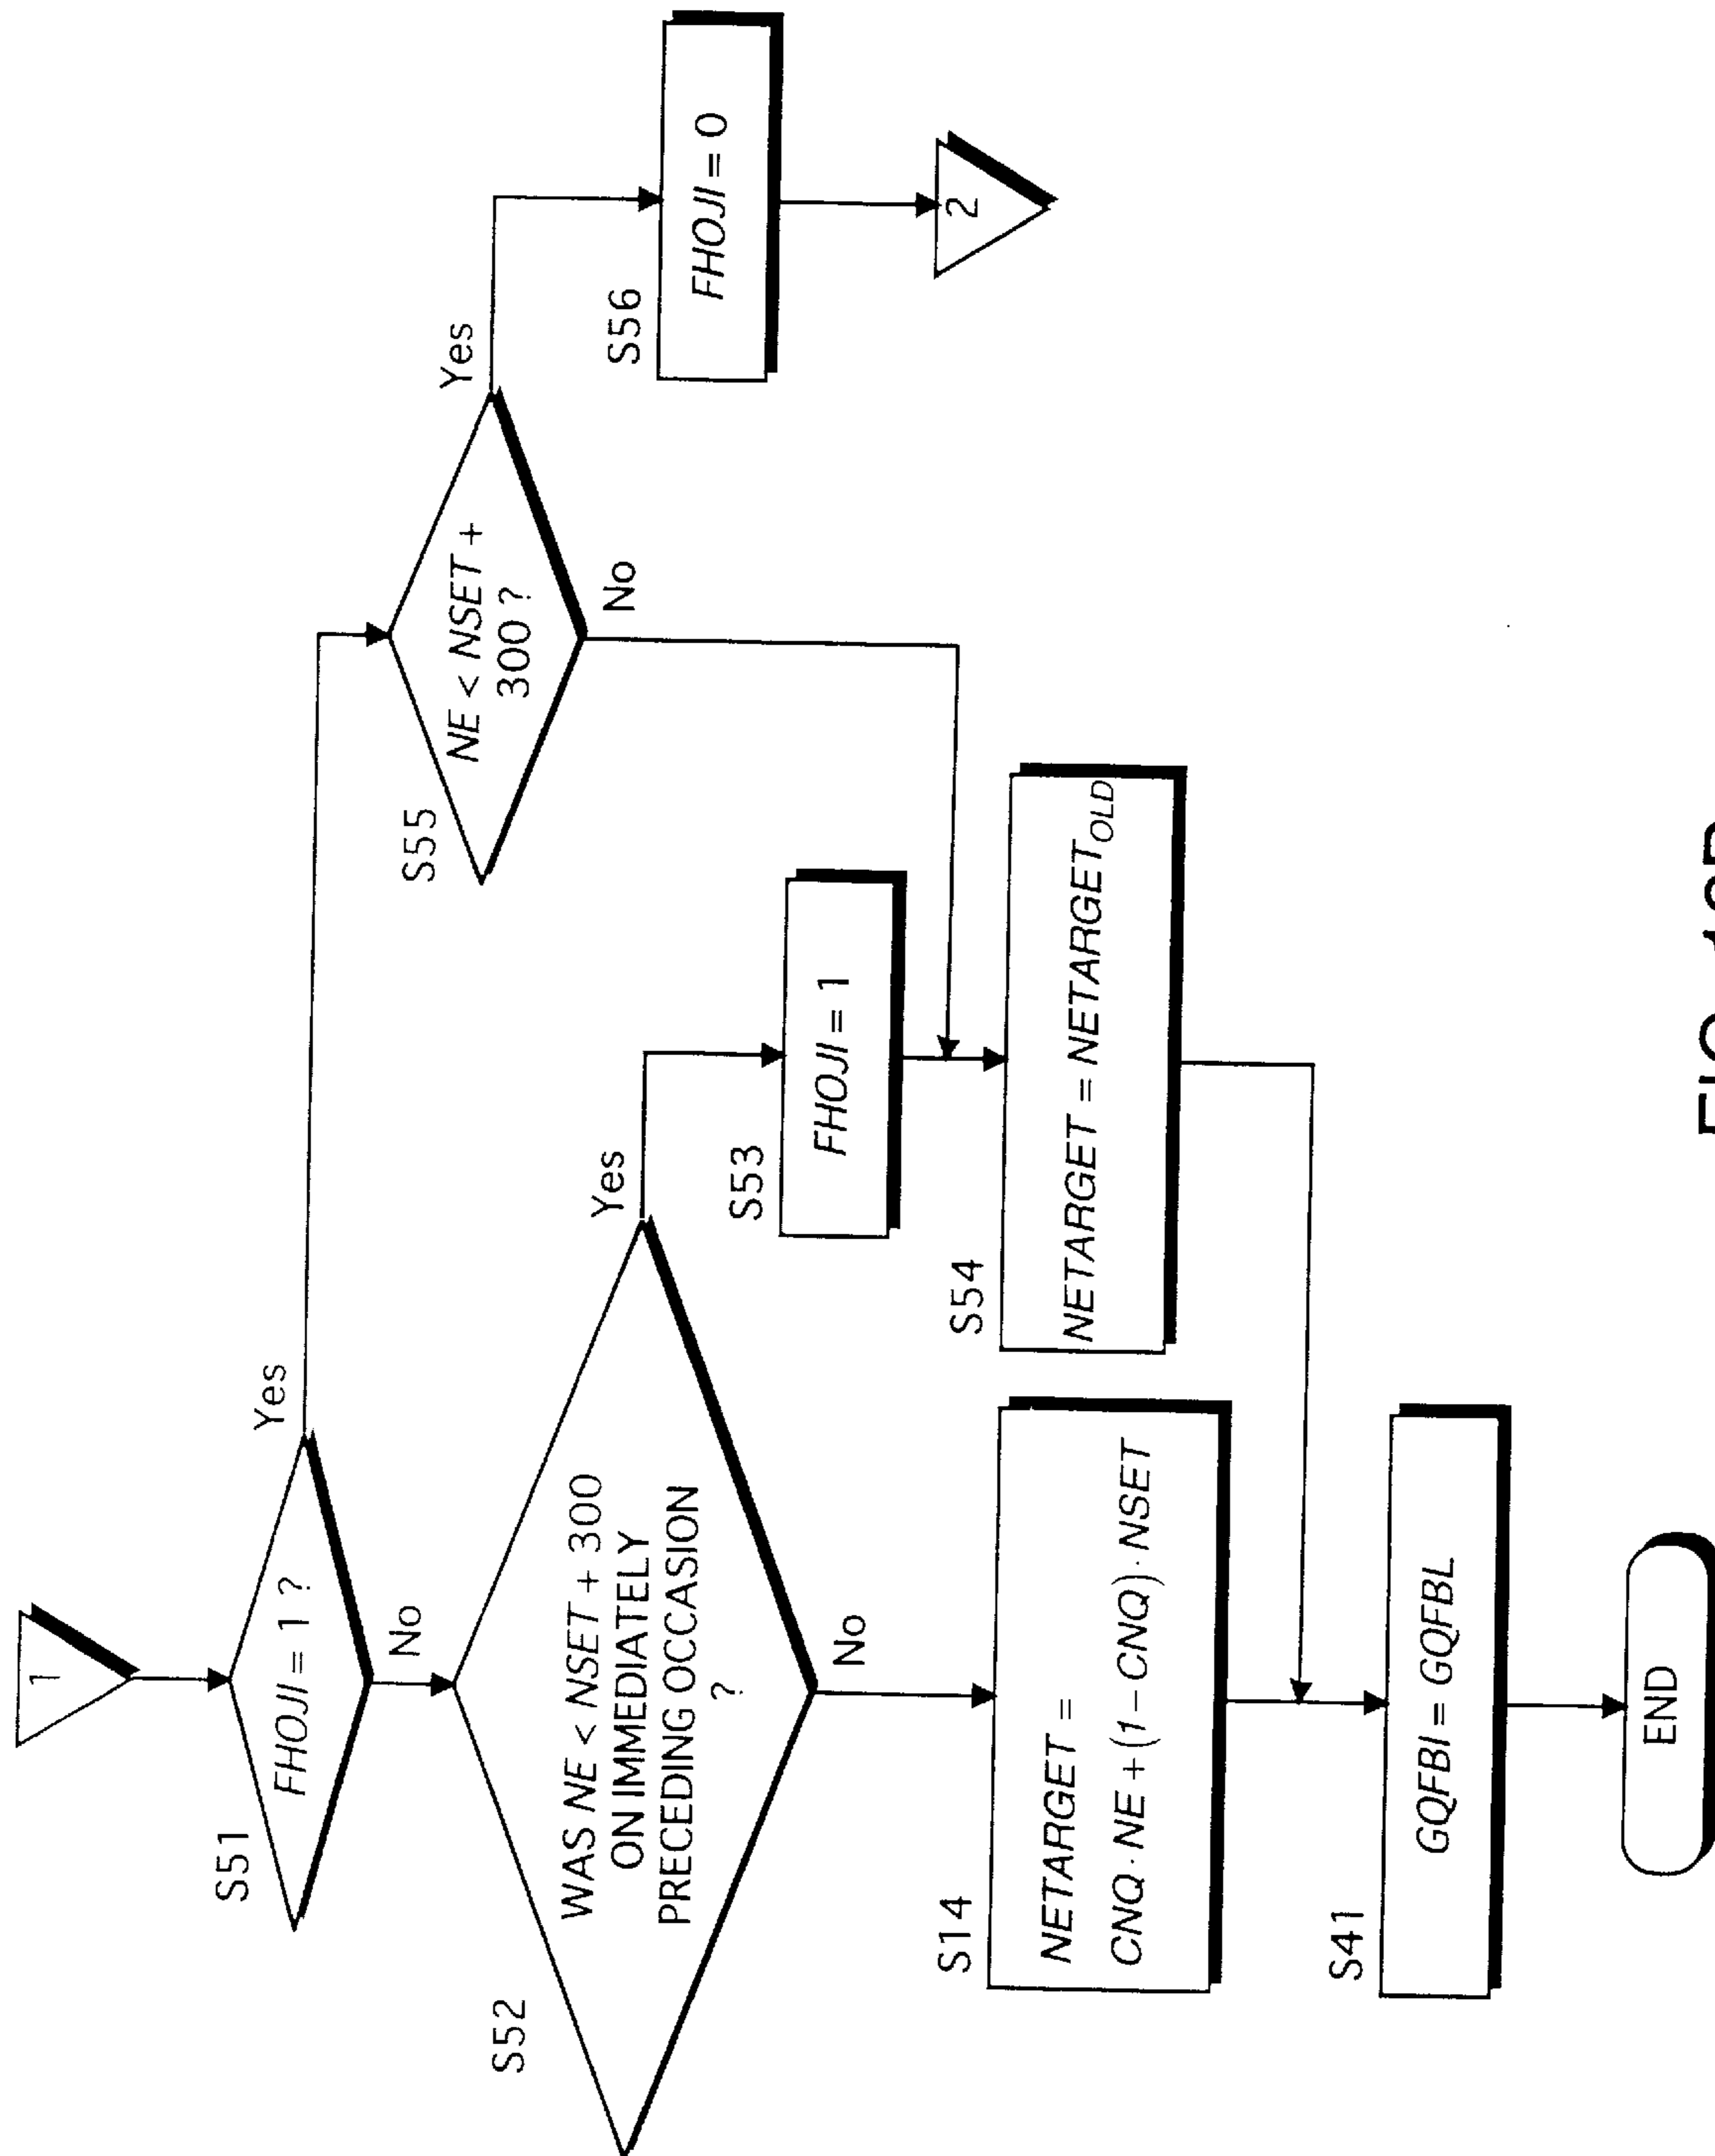 1
S51
FHOJI = 1 ?
Yes
No
S52
WAS NE < NSET + 300
ON IMMEDIATELY
PRECEDING OCCASION
?
Yes
No
S53
FHOJI = 1
S54
NETARGET = NETARGET_OLD
S55
NE < NSET +
300 ?
Yes
No
S56
FHOJI = 0
2
S14
NETARGET =
CNQ · NE + (1 – CNQ) · NSET
S41
GQFBI = GQFBL
END